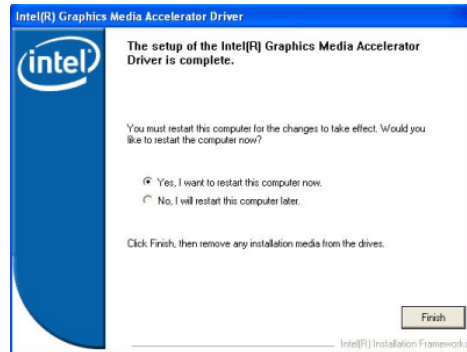 Intel(R) Graphics Media Accelerator Driver
intel
The setup of the Intel(R) Graphics Media Accelerator
Driver is complete.
You must restart this computer for the changes to take effect. Would you
like to restart the computer now?
Yes, I want to restart this computer now.
No, I will restart this computer later.
Click Finish, then remove any installation media from the drives.
Finish
Intel(R) Installation Framework